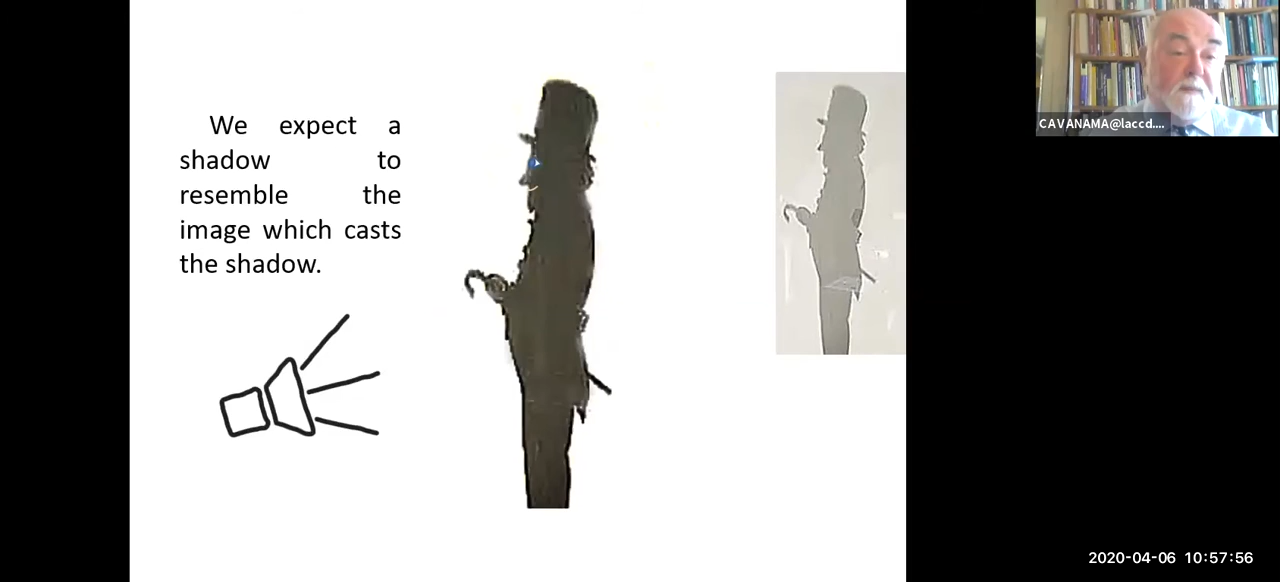 We expect a
shadow to
resemble the
image which casts
the shadow.
CAVANAMA@laccd....
2020-04-06 10:57:56